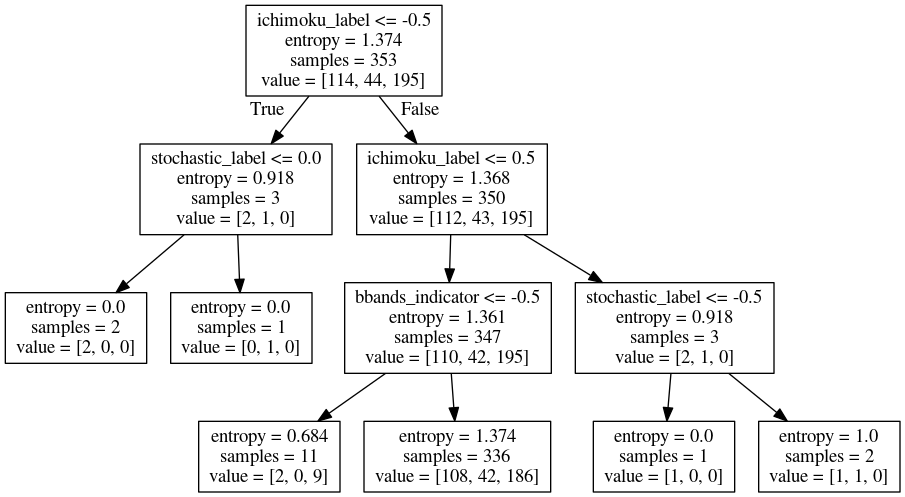 ichimoku_label <= -0.5
entropy = 1.374
samples = 353
value = [114, 44, 195]
True
False
stochastic_label <= 0.0
entropy = 0.918
samples = 3
value = [2, 1, 0]
ichimoku_label <= 0.5
entropy = 1.368
samples = 350
value = [112, 43, 195]
entropy = 0.0
samples = 2
value = [2, 0, 0]
entropy = 0.0
samples = 1
value = [0, 1, 0]
bbands_indicator <= -0.5
entropy = 1.361
samples = 347
value = [110, 42, 195]
stochastic_label <= -0.5
entropy = 0.918
samples = 3
value = [2, 1, 0]
entropy = 0.684
samples = 11
value = [2, 0, 9]
entropy = 1.374
samples = 336
value = [108, 42, 186]
entropy = 0.0
samples = 1
value = [1, 0, 0]
entropy = 1.0
samples = 2
value = [1, 1, 0]